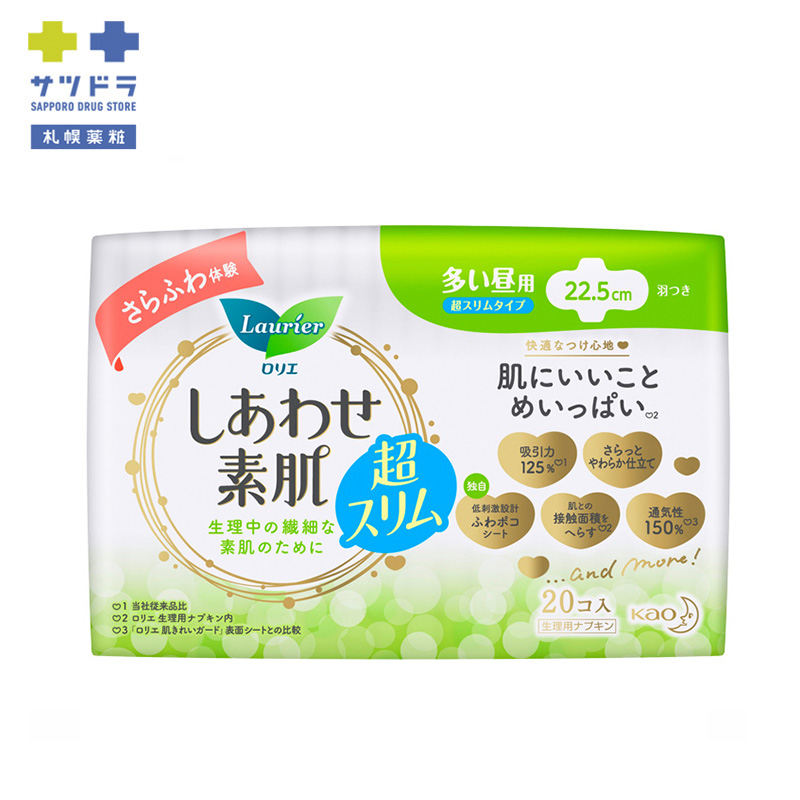 サツドラ
SAPPORO DRUG STORE
札幌薬粧
さらふわ体験
Laurier
ロリエ
しあわせ
素肌
超
スリム
生理中の繊細な
素肌のために
♡1 当社従来品比
♡2 ロリエ 生理用ナプキン内
♡3「ロリエ 肌きれいガード」表面シートとの比較
多い昼用
超スリムタイプ
22.5cm
羽つき
快適なつけ心地♥
肌にいいこと
めいっぱい♡2
吸引力
125%♡1
さらっと
やわらか仕立て
独自
低刺激設計
ふわポコ
シート
肌との
接触面積を
へらす♡2
通気性
150%♡3
...and more!
20コ入
生理用ナプキン
Kao